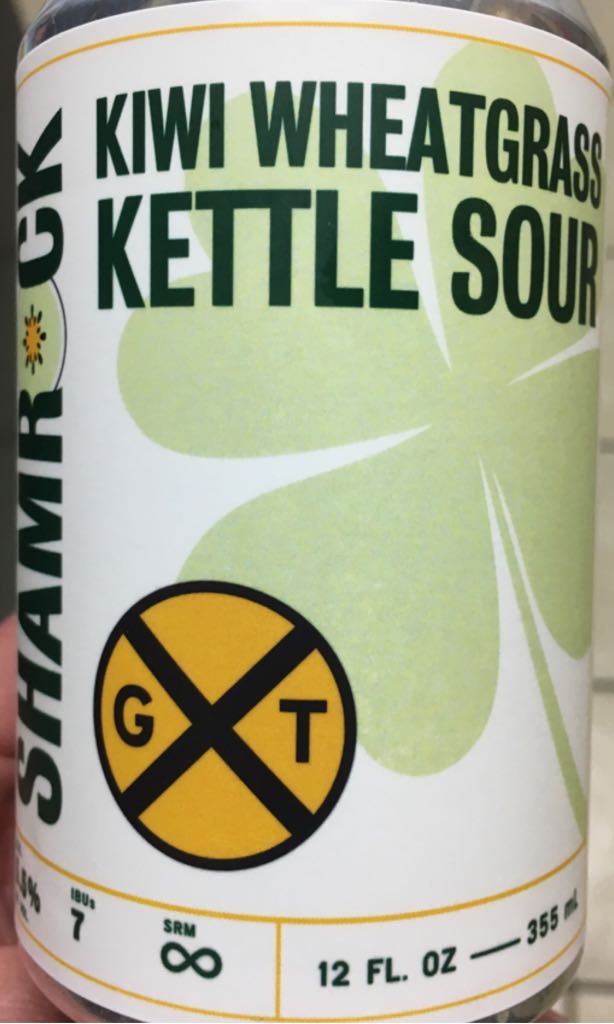 SHAMROCK
KIWI WHEATGRASS
KETTLE SOUR
G T
IBUs
7
SRM
∞
12 FL. OZ — 355 mL